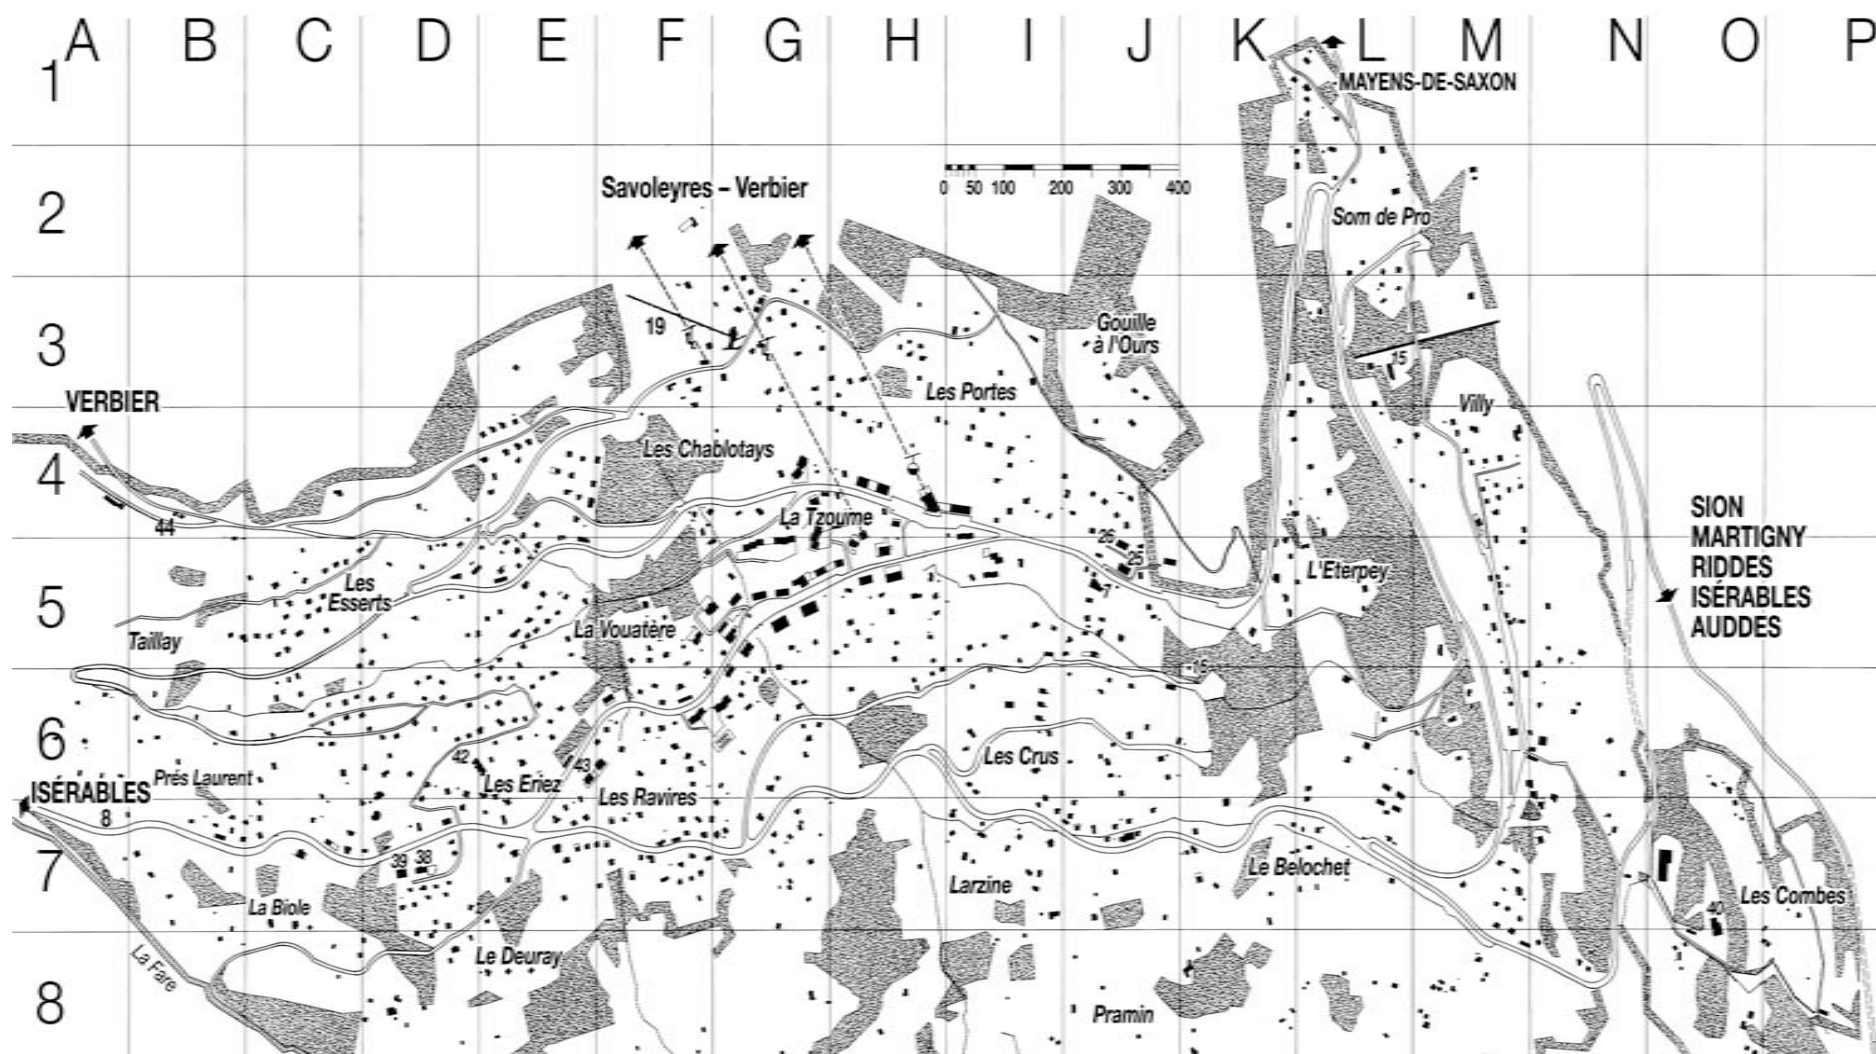 A B C D E F G H I J K L M N O P
1
MAYENS-DE-SAXON
2
Savoleyres – Verbier
0 50 100 200 300 400
Som de Pro
3
19
Gouille
à l'Ours
15
VERBIER
Les Portes
Villy
4
Les Chablotays
44
La Tzoume
SION
MARTIGNY
RIDDES
ISÉRABLES
AUDDES
26
25
7
5
Les
Esserts
L'Eterpey
Taillay
La Vouatère
15
6
42
43
Prés Laurent
Les Eriez
Les Ravires
Les Crus
ISÉRABLES
8
7
39 38
Le Belochet
La Biole
Larzine
Les Combes
40
8
La Fare
Le Deuray
Pramin